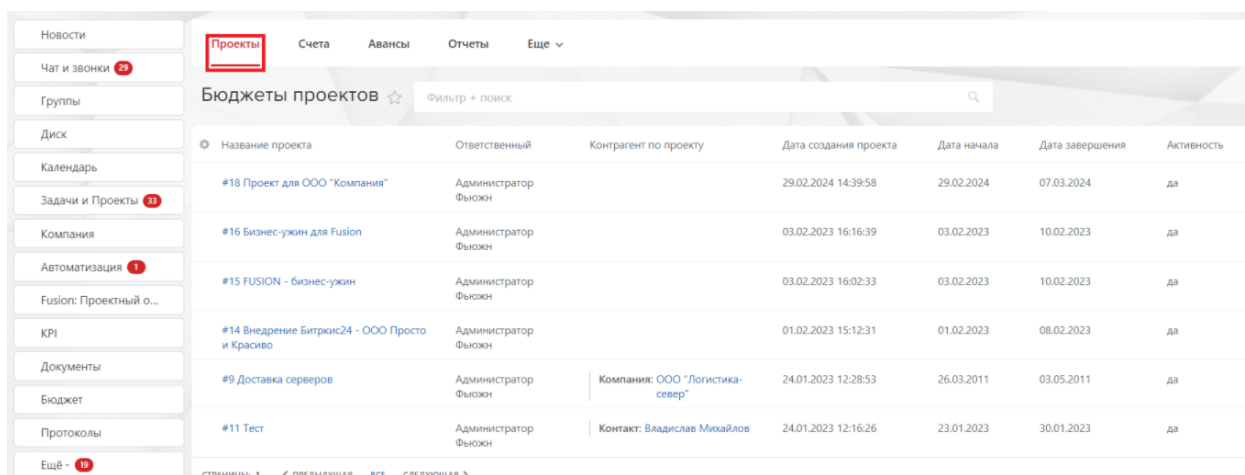 Новости
Чат и звонки 29
Группы
Диск
Календарь
Задачи и Проекты 33
Компания
Автоматизация 1
Fusion: Проектный о...
KPI
Документы
Бюджет
Протоколы
Ещё - 19
Проекты Счета Авансы Отчеты Еще
Бюджеты проектов Фильтр + поиск
Название проекта Ответственный Контрагент по проекту Дата создания проекта Дата начала Дата завершения Активность
#18 Проект для ООО "Компания" Администратор 29.02.2024 14:39:58 29.02.2024 07.03.2024 да
Фьюжн
#16 Бизнес-ужин для Fusion Администратор 03.02.2023 16:16:39 03.02.2023 10.02.2023 да
Фьюжн
#15 FUSION - бизнес-ужин Администратор 03.02.2023 16:02:33 03.02.2023 10.02.2023 да
Фьюжн
#14 Внедрение Битркис24 - ООО Просто Администратор 01.02.2023 15:12:31 01.02.2023 08.02.2023 да
и Красиво Фьюжн
#9 Доставка серверов Администратор Компания: ООО "Логистика- 24.01.2023 12:28:53 26.03.2011 03.05.2011 да
Фьюжн север"
#11 Тест Администратор Контакт: Владислав Михайлов 24.01.2023 12:16:26 23.01.2023 30.01.2023 да
Фьюжн
СТРАНИЦЫ: 1 ПРЕДЫДУЩАЯ ВСЕ СЛЕДУЮЩАЯ